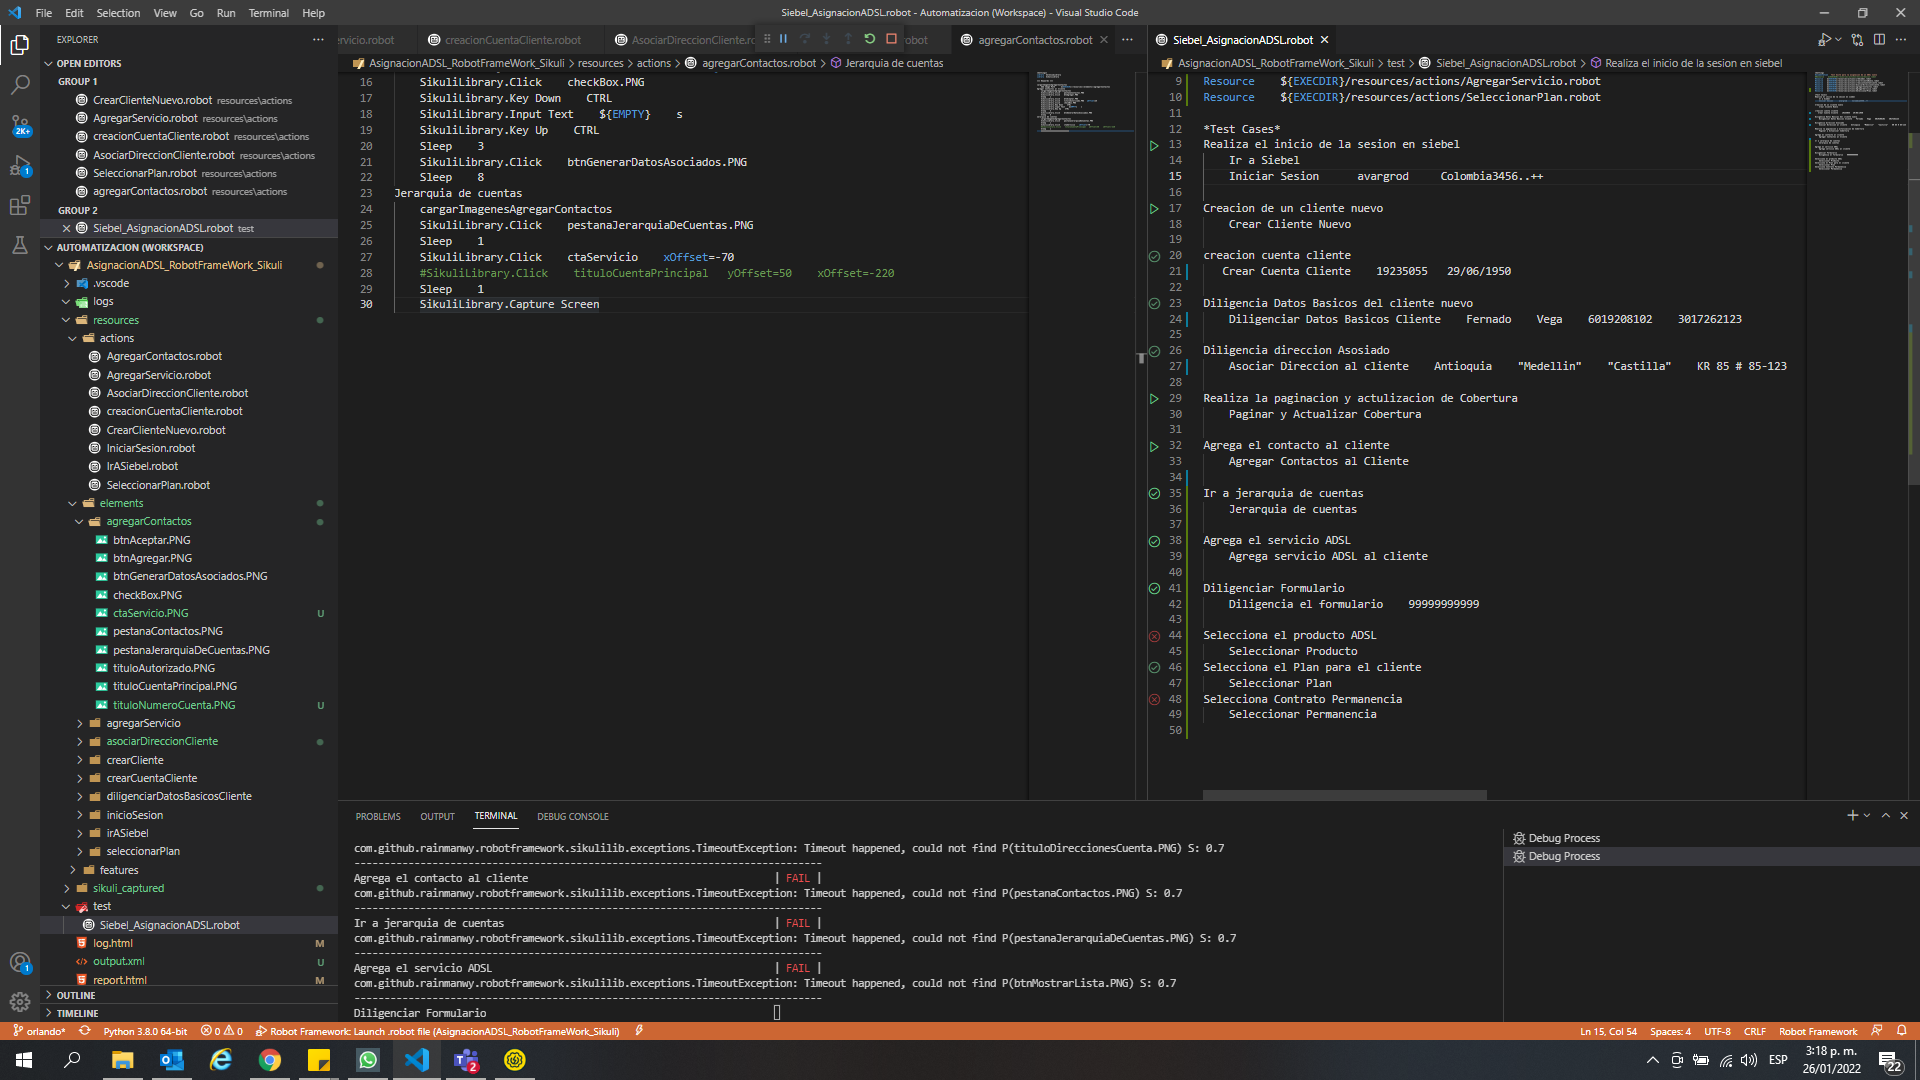 File Edit Selection View Go Run Terminal Help
Siebel_AsignacionADSL.robot - Automatizacion (Workspace) - Visual Studio Code
EXPLORER
OPEN EDITORS
GROUP 1
CrearClienteNuevo.robot resources\actions
AgregarServicio.robot resources\actions
creacionCuentaCliente.robot resources\actions
AsociarDireccionCliente.robot resources\actions
SeleccionarPlan.robot resources\actions
agregarContactos.robot resources\actions
GROUP 2
Siebel_AsignacionADSL.robot test
AUTOMATIZACION (WORKSPACE)
AsignacionADSL_RobotFrameWork_Sikuli
.vscode
logs
resources
actions
AgregarContactos.robot
AgregarServicio.robot
AsociarDireccionCliente.robot
creacionCuentaCliente.robot
CrearClienteNuevo.robot
IniciarSesion.robot
IrASiebel.robot
SeleccionarPlan.robot
elements
agregarContactos
btnAceptar.PNG
btnAgregar.PNG
btnGenerarDatosAsociados.PNG
checkBox.PNG
ctaServicio.PNG U
pestanaContactos.PNG
pestanaJerarquiaDeCuentas.PNG
tituloAutorizado.PNG
tituloCuentaPrincipal.PNG
tituloNumeroCuenta.PNG U
agregarServicio
asociarDireccionCliente
crearCliente
crearCuentaCliente
diligenciarDatosBasicosCliente
inicioSesion
irASiebel
seleccionarPlan
features
sikuli_captured
test
Siebel_AsignacionADSL.robot
log.html M
output.xml U
report.html M
OUTLINE
TIMELINE
2K+
1
1
ervicio.robot creacionCuentaCliente.robot AsociarDireccionCliente.ro obot agregarContactos.robot
AsignacionADSL_RobotFrameWork_Sikuli > resources > actions > agregarContactos.robot > Jerarquia de cuentas
16 SikuliLibrary.Click checkBox.PNG
17 SikuliLibrary.Key Down CTRL
18 SikuliLibrary.Input Text ${EMPTY} s
19 SikuliLibrary.Key Up CTRL
20 Sleep 3
21 SikuliLibrary.Click btnGenerarDatosAsociados.PNG
22 Sleep 8
23 Jerarquia de cuentas
24 cargarImagenesAgregarContactos
25 SikuliLibrary.Click pestanaJerarquiaDeCuentas.PNG
26 Sleep 1
27 SikuliLibrary.Click ctaServicio xOffset=-70
28 #SikuliLibrary.Click tituloCuentaPrincipal yOffset=50 xOffset=-220
29 Sleep 1
30 SikuliLibrary.Capture Screen
Siebel_AsignacionADSL.robot
AsignacionADSL_RobotFrameWork_Sikuli > test > Siebel_AsignacionADSL.robot > Realiza el inicio de la sesion en siebel
9 Resource ${EXECDIR}/resources/actions/AgregarServicio.robot
10 Resource ${EXECDIR}/resources/actions/SeleccionarPlan.robot
11
12 *Test Cases*
13 Realiza el inicio de la sesion en siebel
14 Ir a Siebel
15 Iniciar Sesion avargrod Colombia3456..++
16
17 Creacion de un cliente nuevo
18 Crear Cliente Nuevo
19
20 creacion cuenta cliente
21 Crear Cuenta Cliente 19235055 29/06/1950
22
23 Diligencia Datos Basicos del cliente nuevo
24 Diligenciar Datos Basicos Cliente Fernado Vega 6019208102 3017262123
25
26 Diligencia direccion Asosiado
27 Asociar Direccion al cliente Antioquia "Medellin" "Castilla" KR 85 # 85-123
28
29 Realiza la paginacion y actulizacion de Cobertura
30 Paginar y Actualizar Cobertura
31
32 Agrega el contacto al cliente
33 Agregar Contactos al Cliente
34
35 Ir a jerarquia de cuentas
36 Jerarquia de cuentas
37
38 Agrega el servicio ADSL
39 Agrega servicio ADSL al cliente
40
41 Diligenciar Formulario
42 Diligencia el formulario 99999999999
43
44 Selecciona el producto ADSL
45 Seleccionar Producto
46 Selecciona el Plan para el cliente
47 Seleccionar Plan
48 Selecciona Contrato Permanencia
49 Seleccionar Permanencia
50
PROBLEMS OUTPUT TERMINAL DEBUG CONSOLE
com.github.rainmanwy.robotframework.sikulilib.exceptions.TimeoutException: Timeout happened, could not find P(tituloDireccionesCuenta.PNG) S: 0.7
Agrega el contacto al cliente | FAIL |
com.github.rainmanwy.robotframework.sikulilib.exceptions.TimeoutException: Timeout happened, could not find P(pestanaContactos.PNG) S: 0.7
Ir a jerarquia de cuentas | FAIL |
com.github.rainmanwy.robotframework.sikulilib.exceptions.TimeoutException: Timeout happened, could not find P(pestanaJerarquiaDeCuentas.PNG) S: 0.7
Agrega el servicio ADSL | FAIL |
com.github.rainmanwy.robotframework.sikulilib.exceptions.TimeoutException: Timeout happened, could not find P(btnMostrarLista.PNG) S: 0.7
Diligenciar Formulario
Debug Process
Debug Process
orlando* Python 3.8.0 64-bit 0 0 Robot Framework: Launch .robot file (AsignacionADSL_RobotFrameWork_Sikuli)
Ln 15, Col 54 Spaces: 4 UTF-8 CRLF Robot Framework
2
ESP
3:18 p. m.
26/01/2022
22